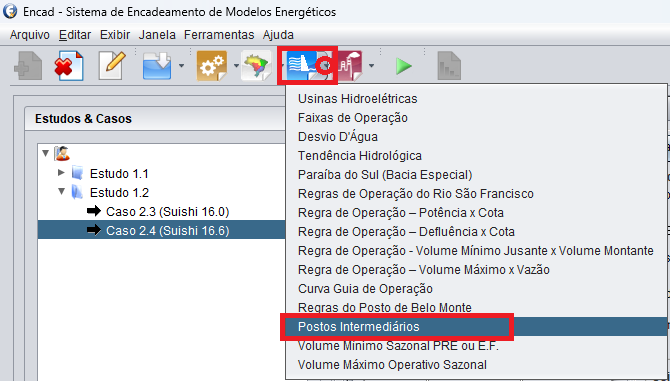 Encad - Sistema de Encadeamento de Modelos Energéticos
Arquivo Editar Exibir Janela Ferramentas Ajuda
Estudos & Casos
Estudo 1.1
Estudo 1.2
Caso 2.3 (Suishi 16.0)
Caso 2.4 (Suishi 16.6)
Usinas Hidroelétricas
Faixas de Operação
Desvio D'Água
Tendência Hidrológica
Paraíba do Sul (Bacia Especial)
Regras de Operação do Rio São Francisco
Regra de Operação – Potência x Cota
Regra de Operação – Defluência x Cota
Regra de Operação - Volume Mínimo Jusante x Volume Montante
Regra de Operação – Volume Máximo x Vazão
Curva Guia de Operação
Regras do Posto de Belo Monte
Postos Intermediários
Volume Mínimo Sazonal PRE ou E.F.
Volume Máximo Operativo Sazonal